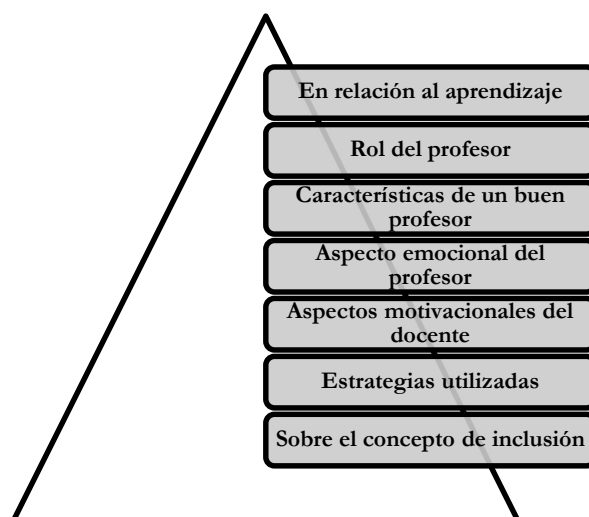 En relación al aprendizaje
Rol del profesor
Características de un buen
profesor
Aspecto emocional del
profesor
Aspectos motivacionales del
docente
Estrategias utilizadas
Sobre el concepto de inclusión